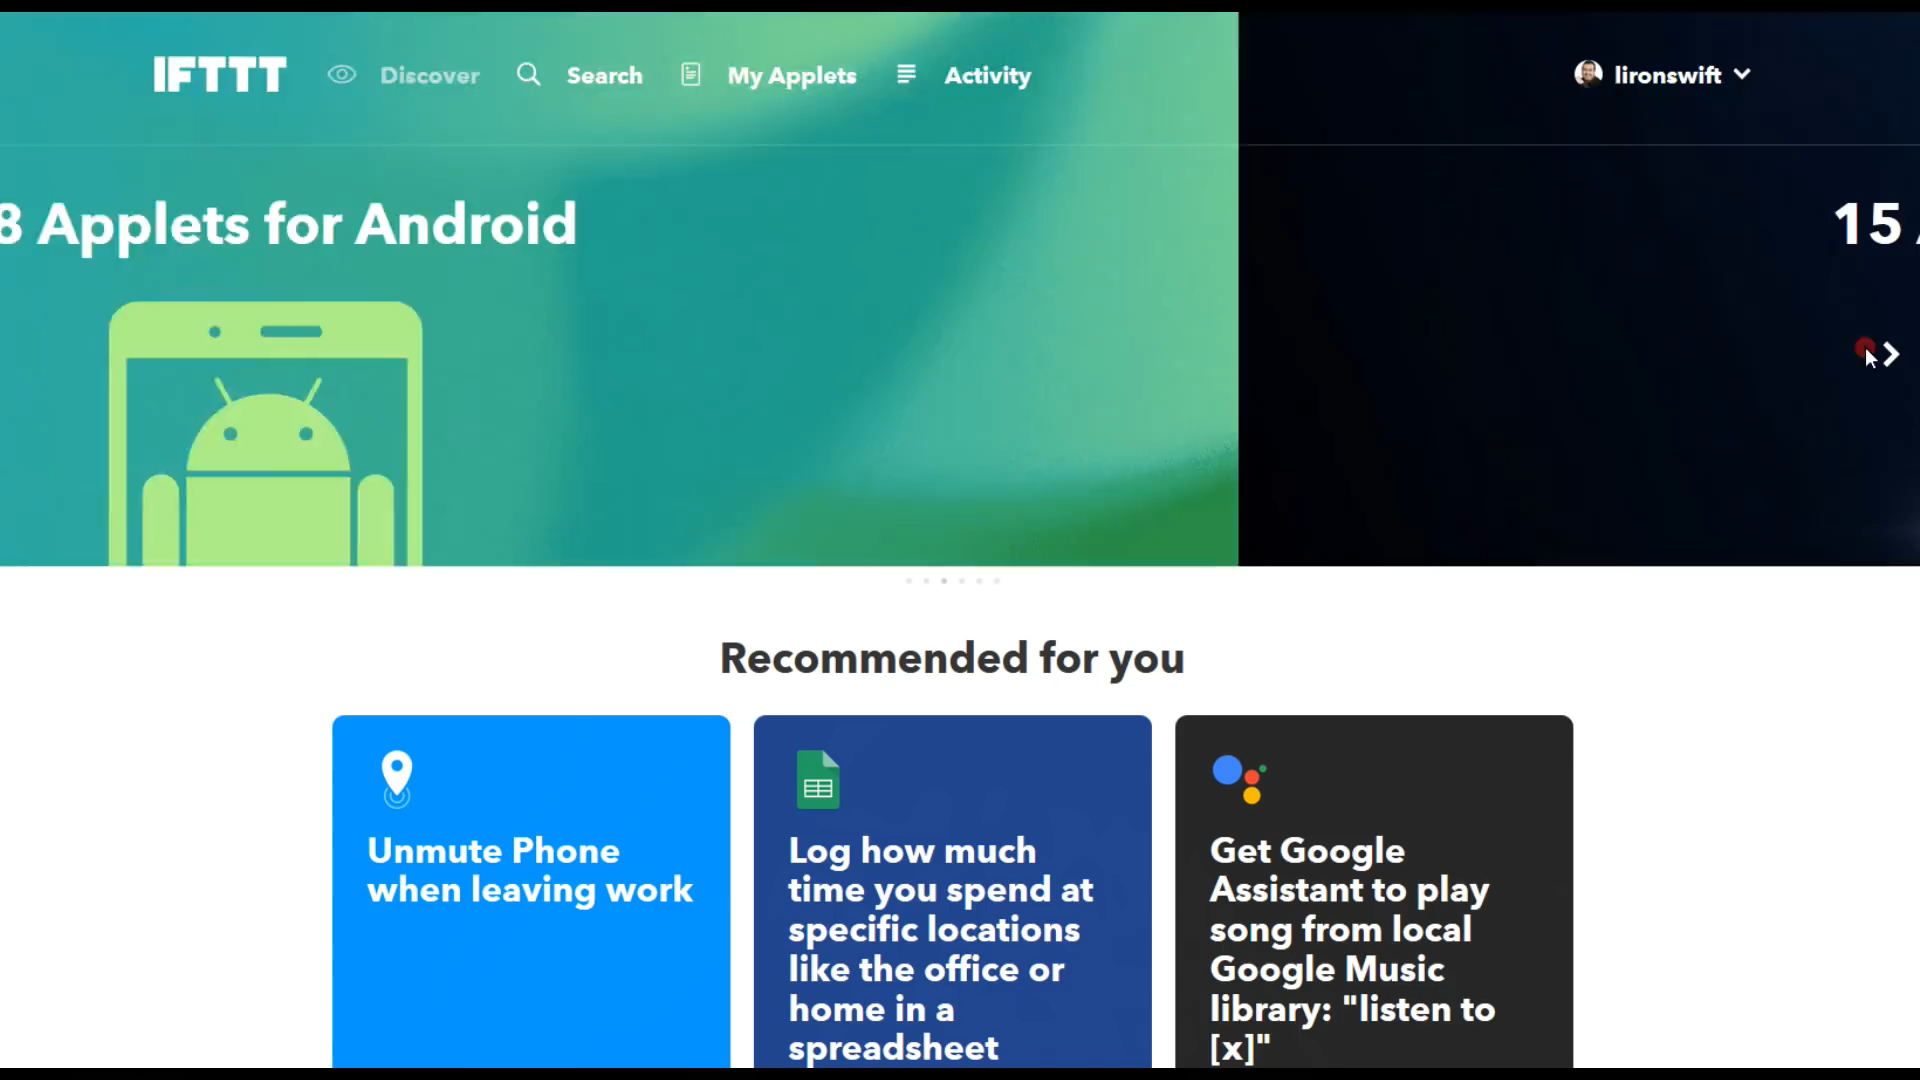 IFTTT Discover Search My Applets Activity lironswift
8 Applets for Android
15
Recommended for you
Unmute Phone
when leaving work
Log how much
time you spend at
specific locations
like the office or
home in a
spreadsheet
Get Google
Assistant to play
song from local
Google Music
library: "listen to
[x]"